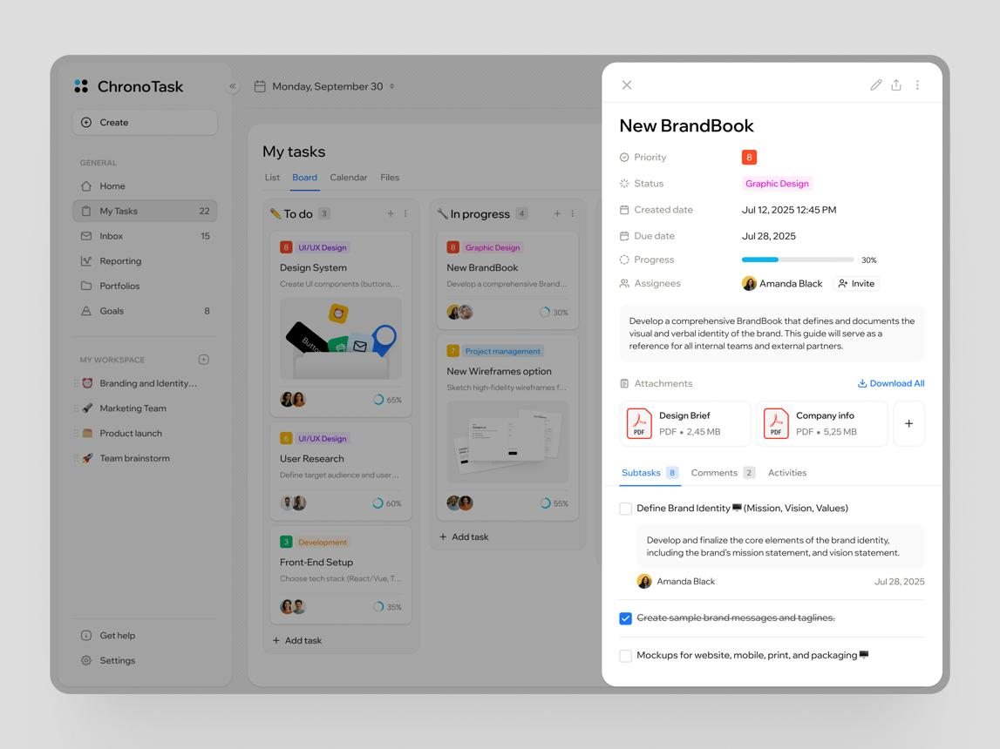 ChronoTask
Create
GENERAL
Home
My Tasks 22
Inbox 15
Reporting
Portfolios
Goals 8
MY WORKSPACE
Branding and Identity...
Marketing Team
Product launch
Team brainstorm
Get help
Settings
Monday, September 30
My tasks
List Board Calendar Files
To do 3
8 UI/UX Design
Design System
Create UI components (buttons,...
Button
65%
6 UI/UX Design
User Research
Define target audience and user...
60%
3 Development
Front-End Setup
Choose tech stack (React/Vue, T...
35%
+ Add task
In progress 4
8 Graphic Design
New BrandBook
Develop a comprehensive Brand...
30%
7 Project management
New Wireframes option
Sketch high-fidelity wireframes f...
55%
+ Add task
New BrandBook
Priority 8
Status Graphic Design
Created date Jul 12, 2025 12:45 PM
Due date Jul 28, 2025
Progress 30%
Assignees Amanda Black Invite
Develop a comprehensive BrandBook that defines and documents the
visual and verbal identity of the brand. This guide will serve as a
reference for all internal teams and external partners.
Attachments Download All
PDF
Design Brief
PDF • 2,45 MB
PDF
Company info
PDF • 5,25 MB
Subtasks 8 Comments 2 Activities
Define Brand Identity (Mission, Vision, Values)
Develop and finalize the core elements of the brand identity,
including the brand's mission statement, and vision statement.
Amanda Black Jul 28, 2025
Create sample brand messages and taglines.
Mockups for website, mobile, print, and packaging